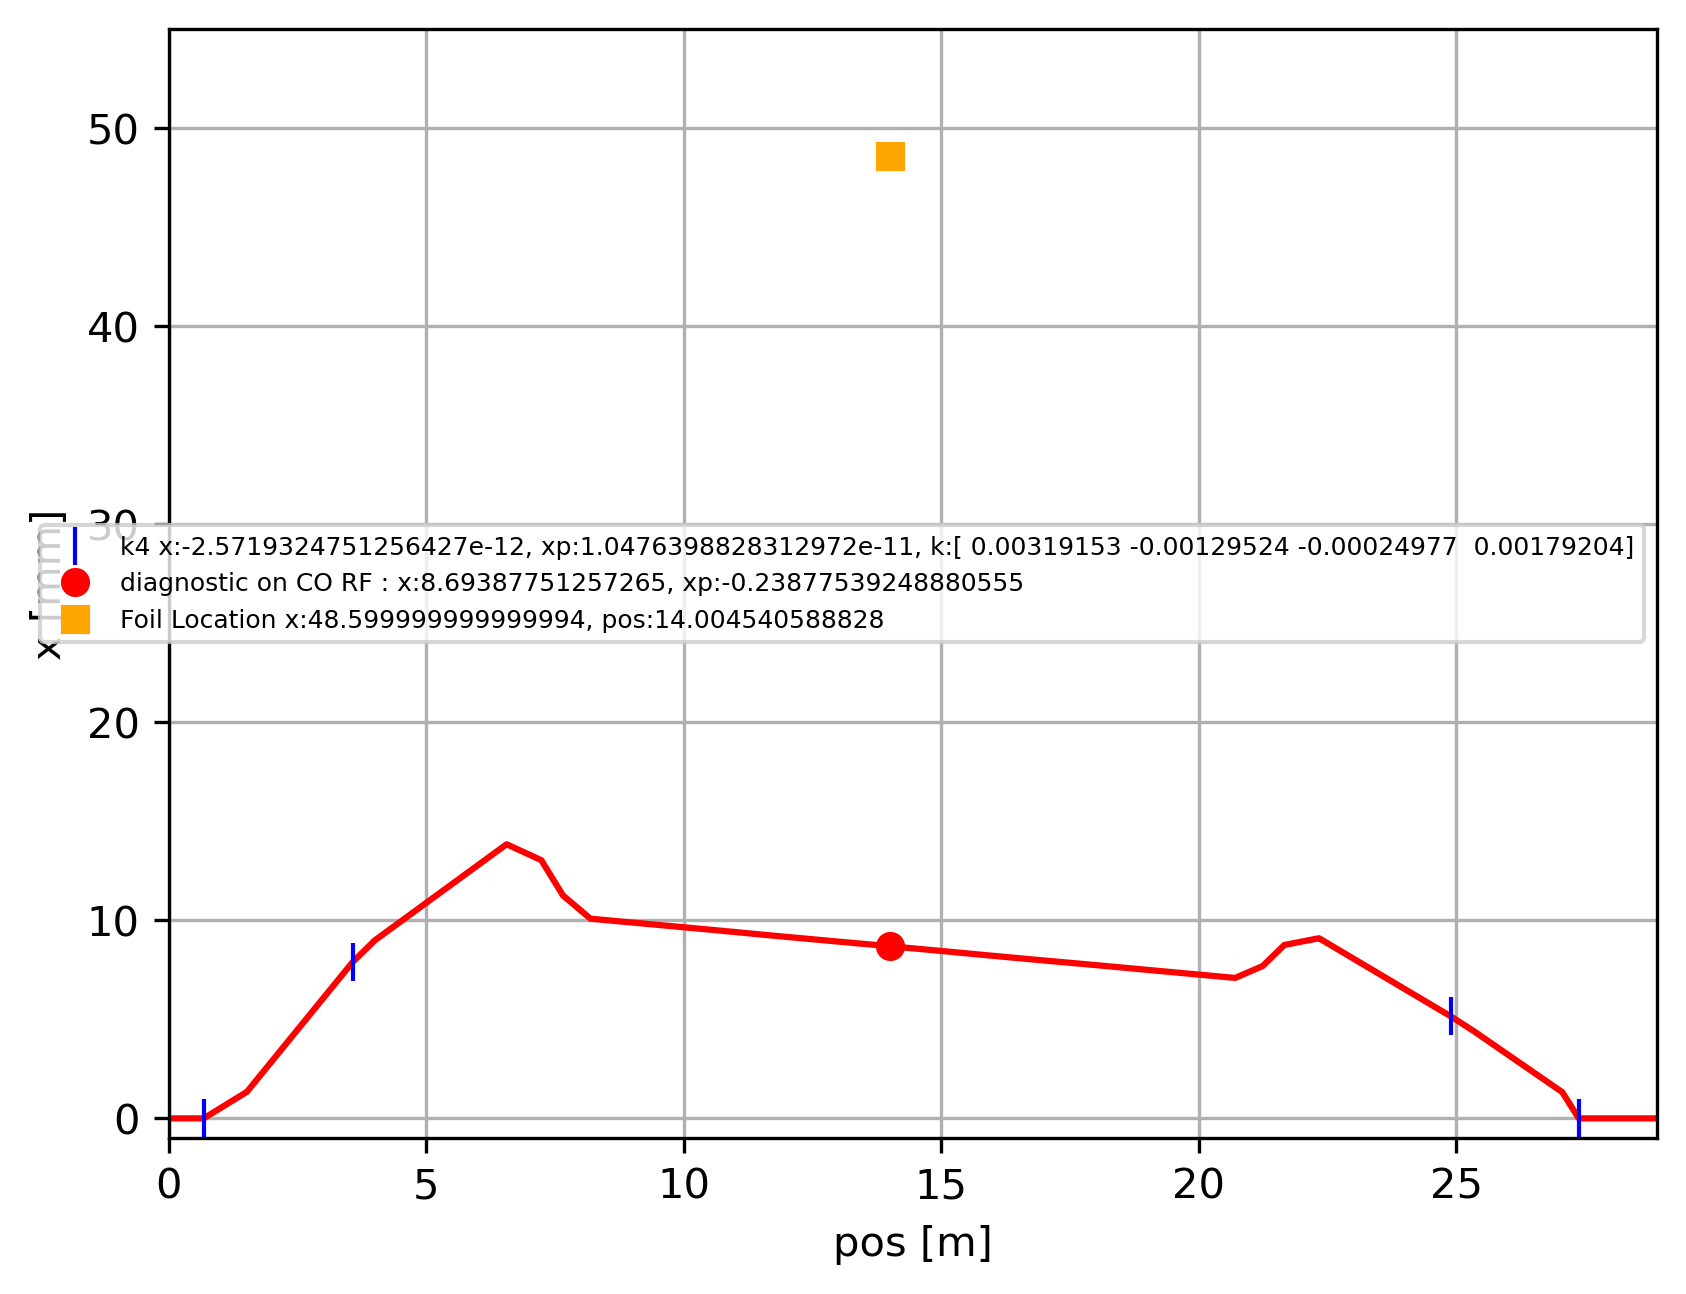 50
40
30
x [mm]
k4 x:-2.5719324751256427e-12, xp:1.0476398828312972e-11, k:[ 0.00319153 -0.00129524 -0.00024977  0.00179204]
diagnostic on CO RF : x:8.69387751257265, xp:-0.23877539248880555
Foil Location x:48.599999999999994, pos:14.004540588828
20
10
0
0 5 10 15 20 25
pos [m]